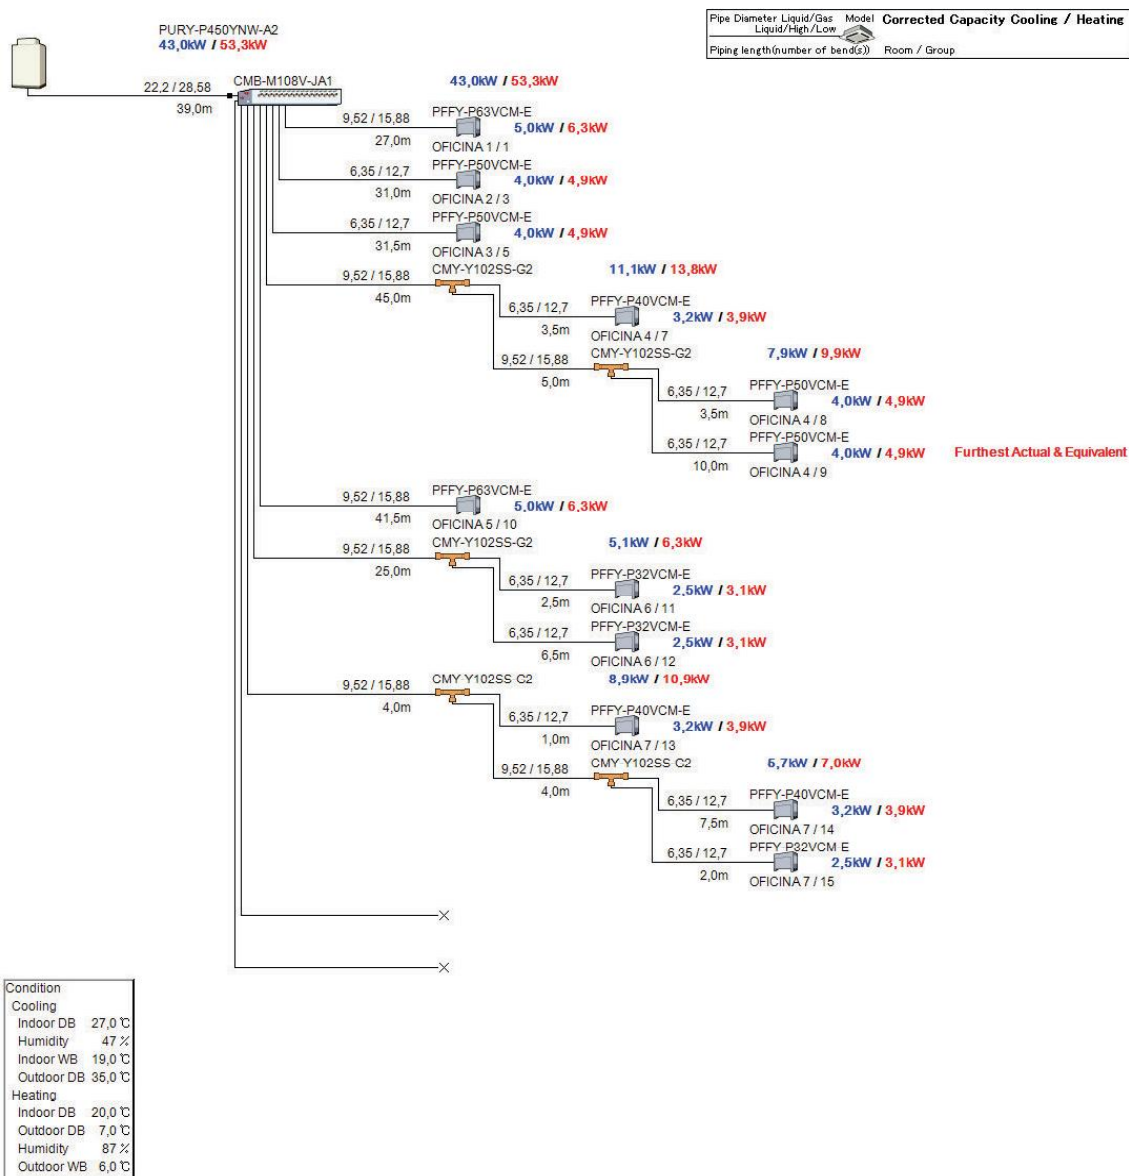 Pipe Diameter Liquid/Gas Model Corrected Capacity Cooling / Heating
Liquid/High/Low
Piping length(number of bend(s)) Room / Group
PURY-P450YNW-A2
43,0kW / 53,3kW
22,2 / 28,58
39,0m
CMB-M108V-JA1
43,0kW / 53,3kW
9,52 / 15,88
27,0m
PFFY-P63VCM-E
5,0kW / 6,3kW
OFICINA 1 / 1
6,35 / 12,7
31,0m
PFFY-P50VCM-E
4,0kW / 4,9kW
OFICINA 2 / 3
6,35 / 12,7
31,5m
PFFY-P50VCM-E
4,0kW / 4,9kW
OFICINA 3 / 5
9,52 / 15,88
45,0m
CMY-Y102SS-G2
11,1kW / 13,8kW
6,35 / 12,7
3,5m
PFFY-P40VCM-E
3,2kW / 3,9kW
OFICINA 4 / 7
9,52 / 15,88
5,0m
CMY-Y102SS-G2
7,9kW / 9,9kW
6,35 / 12,7
3,5m
PFFY-P50VCM-E
4,0kW / 4,9kW
OFICINA 4 / 8
6,35 / 12,7
10,0m
PFFY-P50VCM-E
4,0kW / 4,9kW
OFICINA 4 / 9
Furthest Actual & Equivalent
9,52 / 15,88
41,5m
PFFY-P63VCM-E
5,0kW / 6,3kW
OFICINA 5 / 10
9,52 / 15,88
25,0m
CMY-Y102SS-G2
5,1kW / 6,3kW
6,35 / 12,7
2,5m
PFFY-P32VCM-E
2,5kW / 3,1kW
OFICINA 6 / 11
6,35 / 12,7
6,5m
PFFY-P32VCM-E
2,5kW / 3,1kW
OFICINA 6 / 12
9,52 / 15,88
4,0m
CMY-Y102SS-G2
8,9kW / 10,9kW
6,35 / 12,7
1,0m
PFFY-P40VCM-E
3,2kW / 3,9kW
OFICINA 7 / 13
9,52 / 15,88
4,0m
CMY-Y102SS-G2
5,7kW / 7,0kW
6,35 / 12,7
7,5m
PFFY-P40VCM-E
3,2kW / 3,9kW
OFICINA 7 / 14
6,35 / 12,7
2,0m
PFFY-P32VCM-E
2,5kW / 3,1kW
OFICINA 7 / 15
Condition
Cooling
Indoor DB 27,0 ℃
Humidity 47 %
Indoor WB 19,0 ℃
Outdoor DB 35,0 ℃
Heating
Indoor DB 20,0 ℃
Outdoor DB 7,0 ℃
Humidity 87 %
Outdoor WB 6,0 ℃